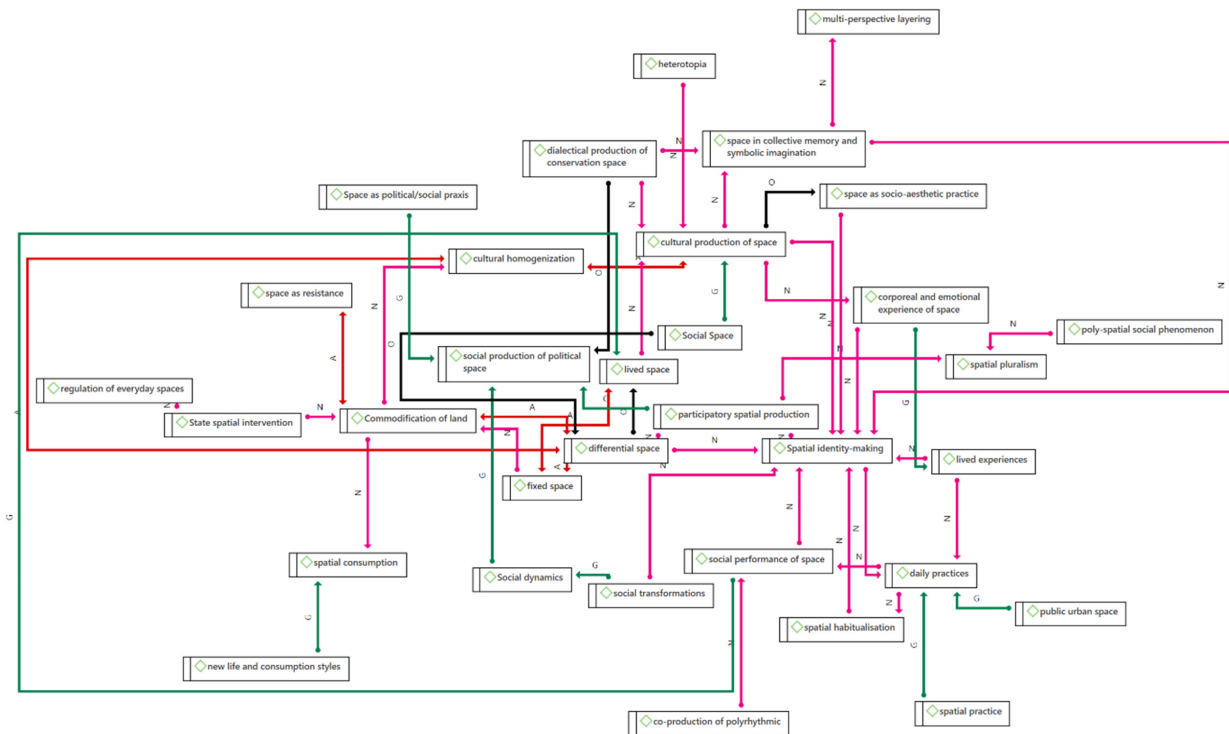 multi-perspective layering
heterotopia
N
dialectical production of
conservation space
N
N
space in collective memory and
symbolic imagination
Space as political/social praxis
N
N
O
space as socio-aesthetic practice
cultural production of space
cultural homogenization
A
O
N
space as resistance
G
N
O
N
G
N
corporeal and emotional
experience of space
N
N
Social Space
poly-spatial social phenomenon
N
A
social production of political
space
lived space
N
N
spatial pluralism
regulation of everyday spaces
N
State spatial intervention
N
Commodification of land
A
A
O
participatory spatial production
G
A
G
N
differential space
N
N
N
Spatial identity-making
N
lived experiences
N
A
fixed space
G
N
N
N
N
N
spatial consumption
Social dynamics
G
social transformations
social performance of space
N
daily practices
G
N
spatial habitualisation
N
G
public urban space
G
new life and consumption styles
N
co-production of polyrhythmic
spatial practice